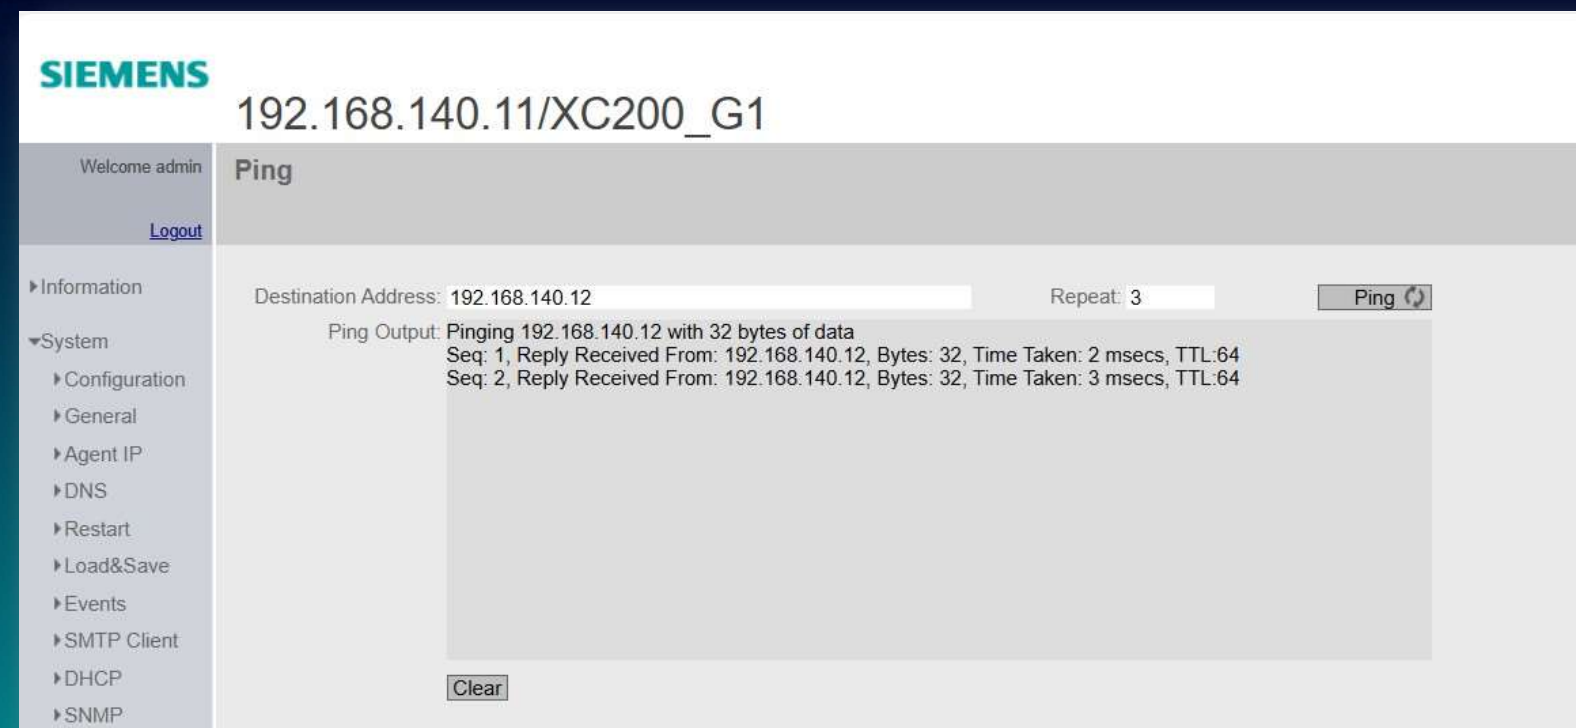 SIEMENS
192.168.140.11/XC200_G1
Welcome admin
Logout
Ping
Information
System
Configuration
General
Agent IP
DNS
Restart
Load&Save
Events
SMTP Client
DHCP
SNMP
Destination Address: 192.168.140.12 Repeat: 3 Ping
Ping Output: Pinging 192.168.140.12 with 32 bytes of data
Seq: 1, Reply Received From: 192.168.140.12, Bytes: 32, Time Taken: 2 msecs, TTL:64
Seq: 2, Reply Received From: 192.168.140.12, Bytes: 32, Time Taken: 3 msecs, TTL:64
Clear